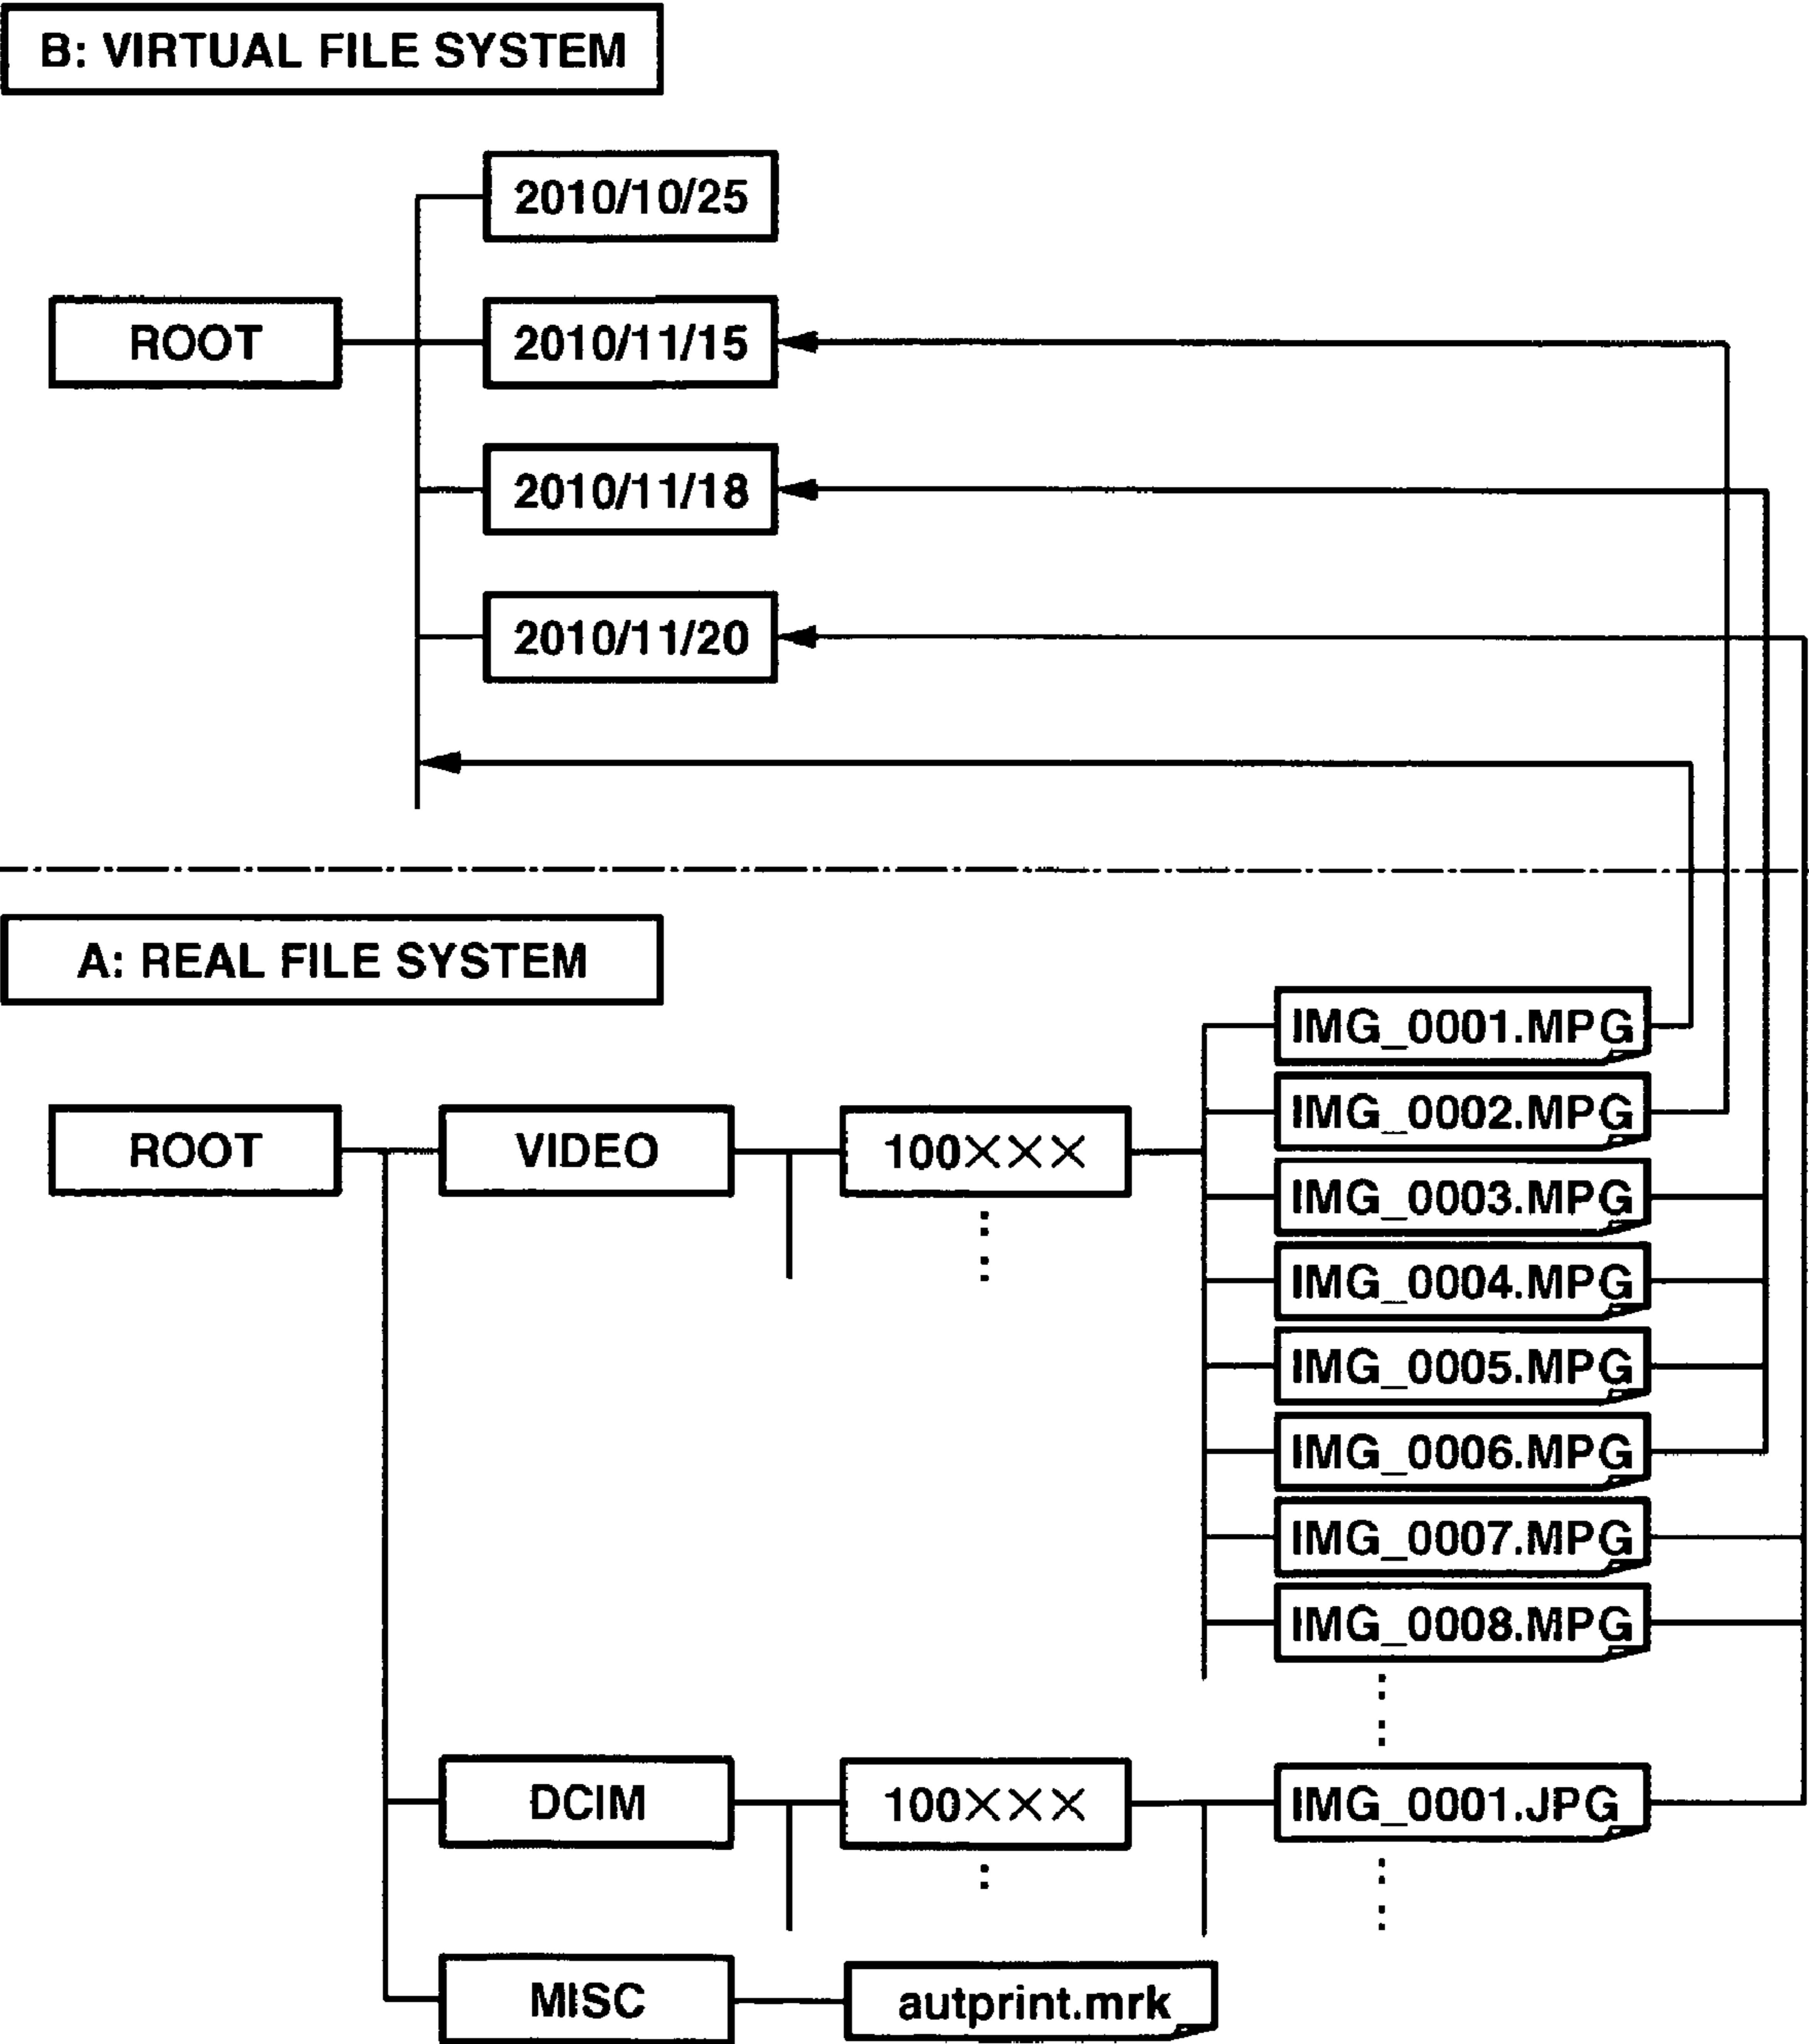 B: VIRTUAL FILE SYSTEM
2010/10/25
ROOT
2010/11/15
2010/11/18
2010/11/20
A: REAL FILE SYSTEM
ROOT
VIDEO
100×××
IMG_0001.MPG
IMG_0002.MPG
IMG_0003.MPG
IMG_0004.MPG
IMG_0005.MPG
IMG_0006.MPG
IMG_0007.MPG
IMG_0008.MPG
DCIM
100×××
IMG_0001.JPG
MISC
autprint.mrk